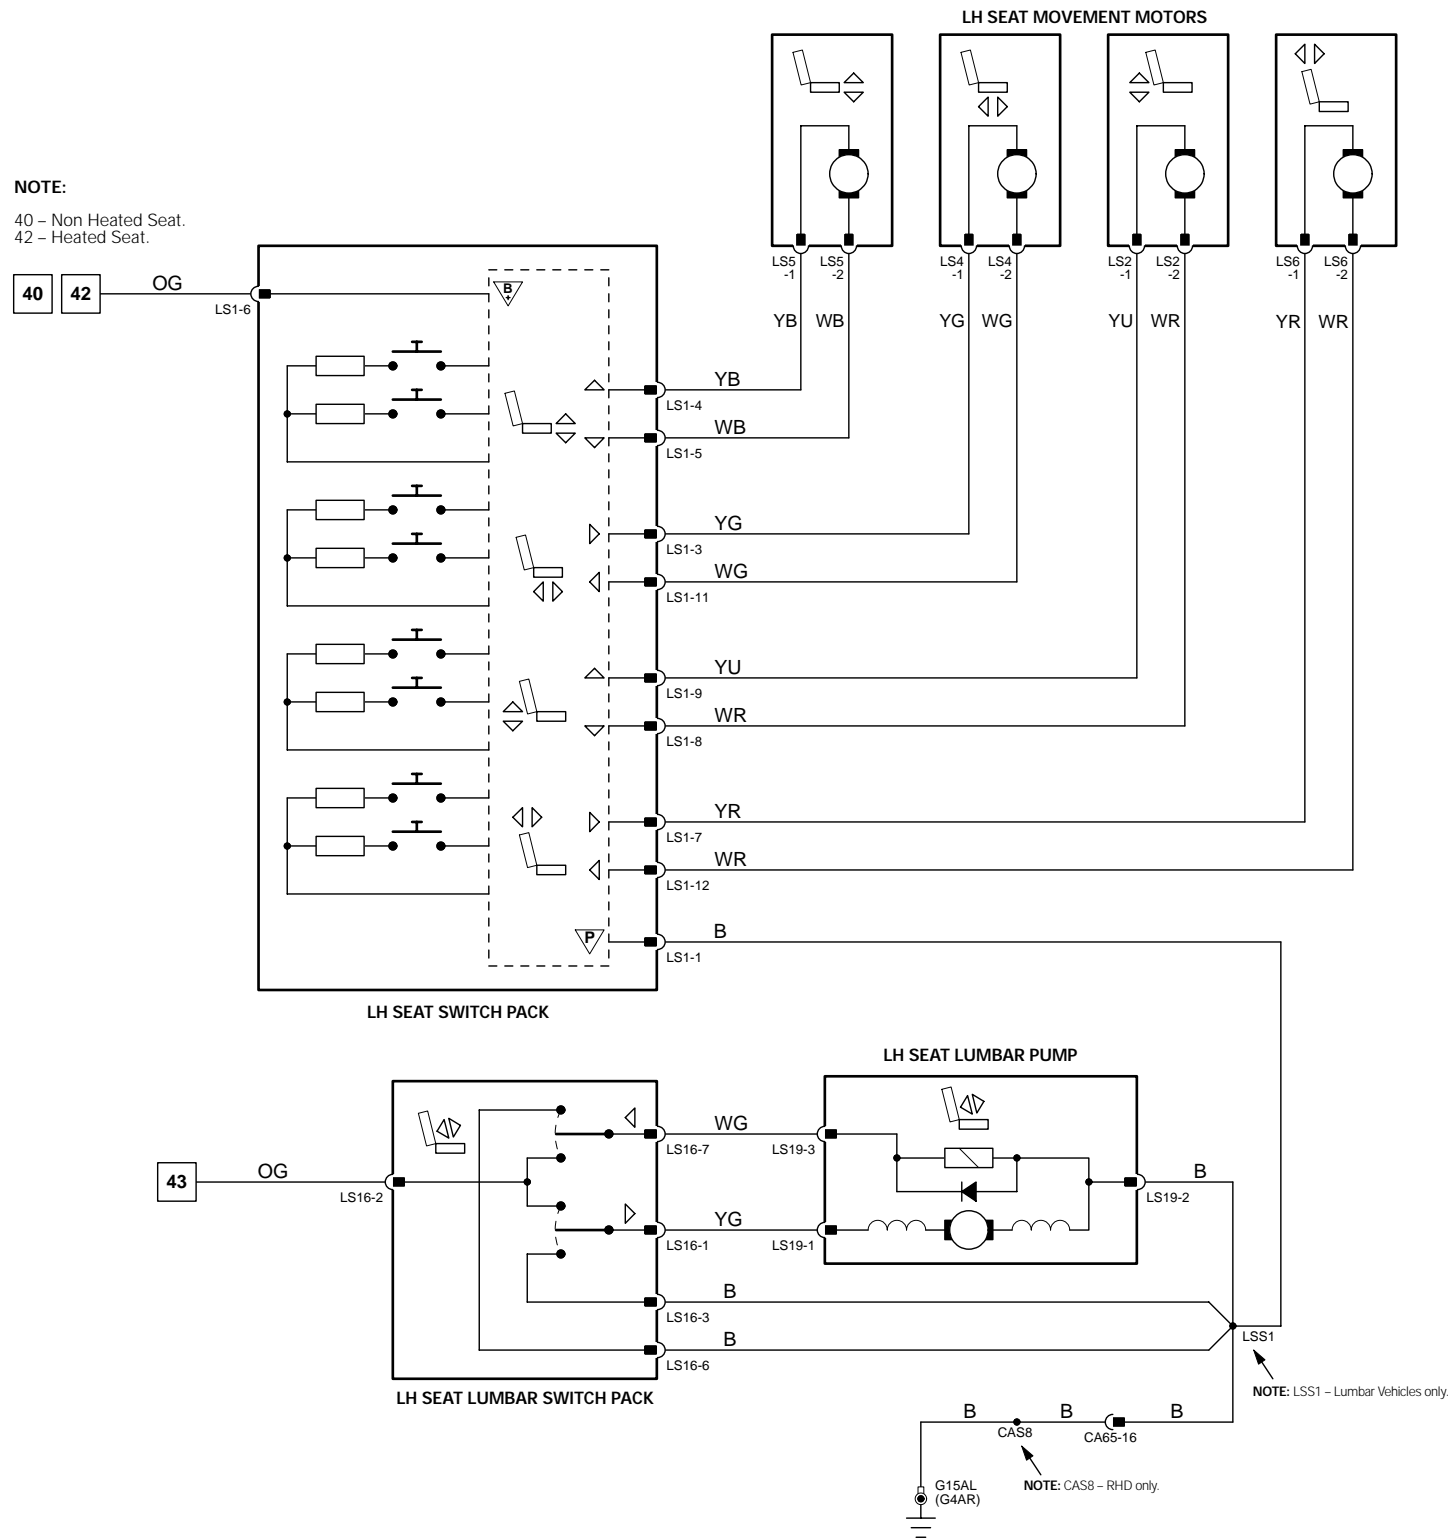 LH SEAT MOVEMENT MOTORS
NOTE:
40 – Non Heated Seat.
42 – Heated Seat.
40
42
OG
LS1-6
B
+
LS5
-1
LS5
-2
LS4
-1
LS4
-2
LS2
-1
LS2
-2
LS6
-1
LS6
-2
YB
WB
YG
WG
YU
WR
YR
WR
YB
LS1-4
WB
LS1-5
YG
LS1-3
WG
LS1-11
YU
LS1-9
WR
LS1-8
YR
LS1-7
WR
LS1-12
P
B
LS1-1
LH SEAT SWITCH PACK
LH SEAT LUMBAR PUMP
43
OG
LS16-2
WG
LS16-7
LS19-3
YG
LS16-1
LS19-1
B
LS19-2
B
LS16-3
B
LS16-6
LH SEAT LUMBAR SWITCH PACK
LSS1
NOTE: LSS1 – Lumbar Vehicles only.
B
B
B
CAS8
CA65-16
NOTE: CAS8 – RHD only.
G15AL
(G4AR)